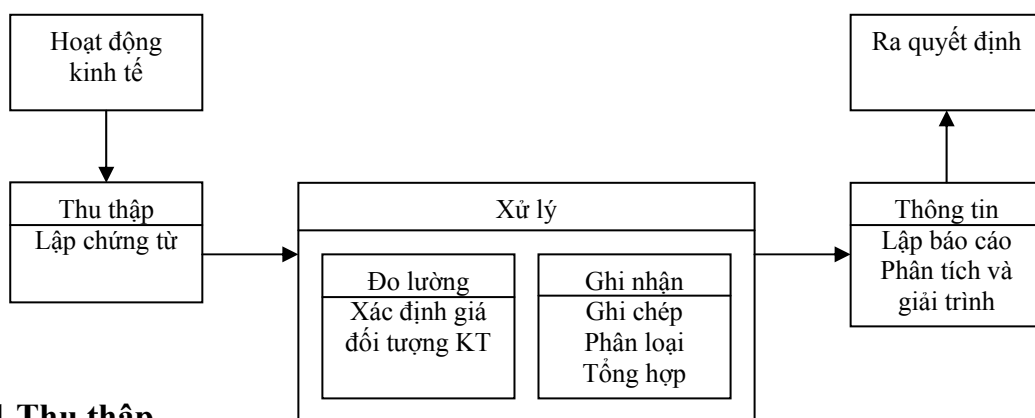 Hoạt động
kinh tế
Ra quyết định
Thu thập
Lập chứng từ
Xử lý
Đo lường
Xác định giá
đối tượng KT
Ghi nhận
Ghi chép
Phân loại
Tổng hợp
Thông tin
Lập báo cáo
Phân tích và
giải trình
Thu thập